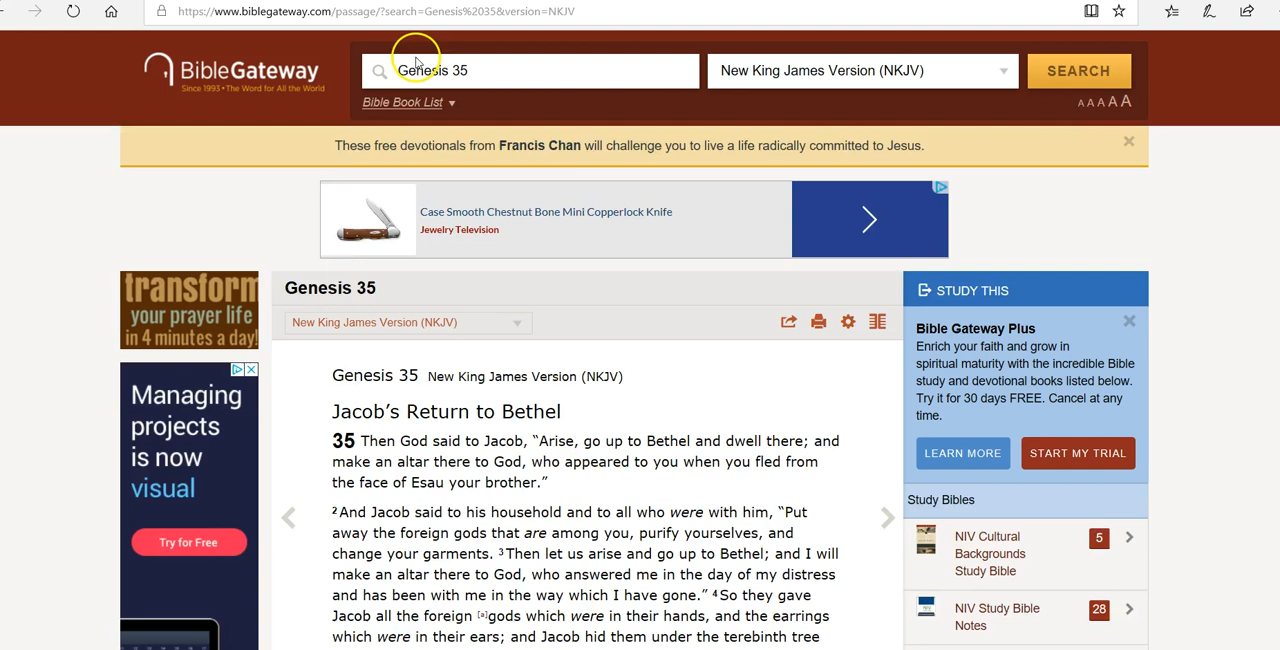 https://www.biblegateway.com/passage/?search=Genesis%2035&version=NKJV
BibleGateway
Since 1993 • The Word for All the World
Genesis 35
New King James Version (NKJV)
SEARCH
Bible Book List
A A A A A
These free devotionals from Francis Chan will challenge you to live a life radically committed to Jesus.
Case Smooth Chestnut Bone Mini Copperlock Knife
Jewelry Television
transform
your prayer life
in 4 minutes a day!
Managing
projects
is now
visual
Try for Free
Genesis 35
New King James Version (NKJV)
Genesis 35 New King James Version (NKJV)
Jacob’s Return to Bethel
35 Then God said to Jacob, “Arise, go up to Bethel and dwell there; and
make an altar there to God, who appeared to you when you fled from
the face of Esau your brother.”
2 And Jacob said to his household and to all who were with him, “Put
away the foreign gods that are among you, purify yourselves, and
change your garments. 3 Then let us arise and go up to Bethel; and I will
make an altar there to God, who answered me in the day of my distress
and has been with me in the way which I have gone.” 4 So they gave
Jacob all the foreign [a]gods which were in their hands, and the earrings
which were in their ears; and Jacob hid them under the terebinth tree
STUDY THIS
Bible Gateway Plus
Enrich your faith and grow in
spiritual maturity with the incredible Bible
study and devotional books listed below.
Try it for 30 days FREE. Cancel at any
time.
LEARN MORE
START MY TRIAL
Study Bibles
NIV Cultural
Backgrounds
Study Bible
5
NIV Study Bible
Notes
28